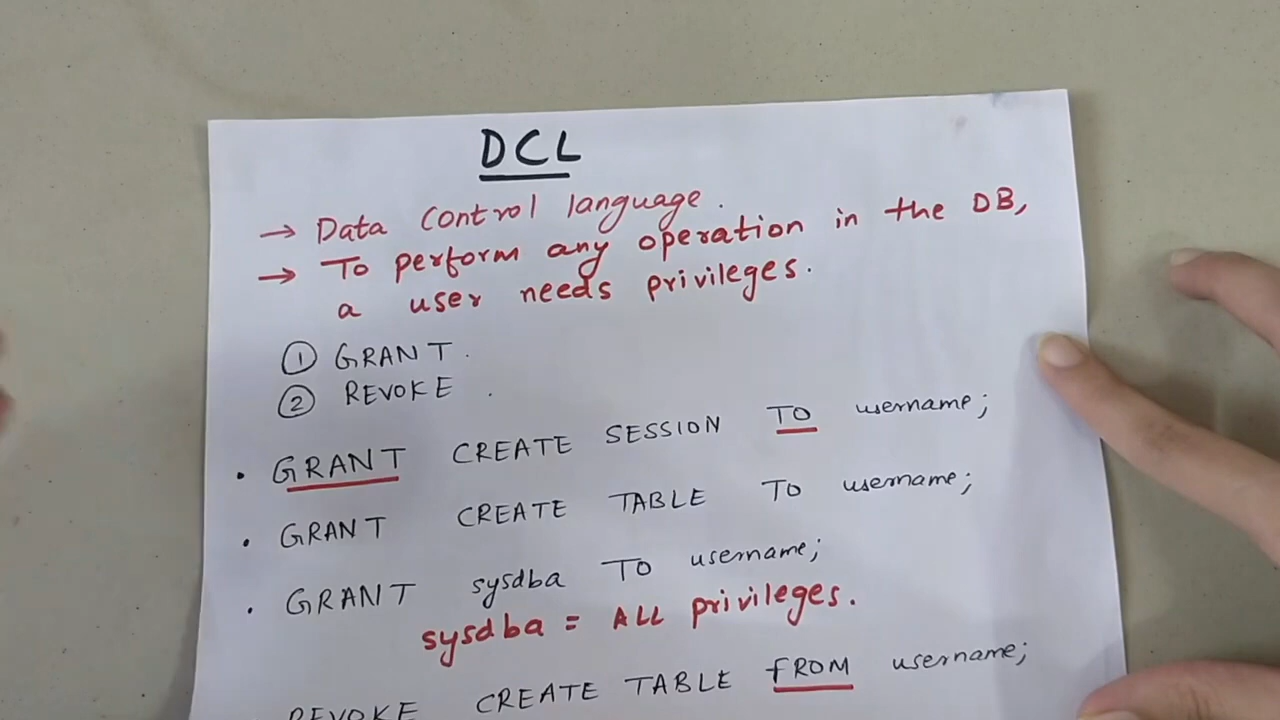 DCL
→ Data Control language.
→ To perform any operation in the DB,
a user needs privileges.
① GRANT.
② REVOKE.
• GRANT CREATE SESSION TO username;
• GRANT CREATE TABLE TO username;
• GRANT sysdba TO username;
sysdba = ALL privileges.
REVOKE CREATE TABLE FROM username;